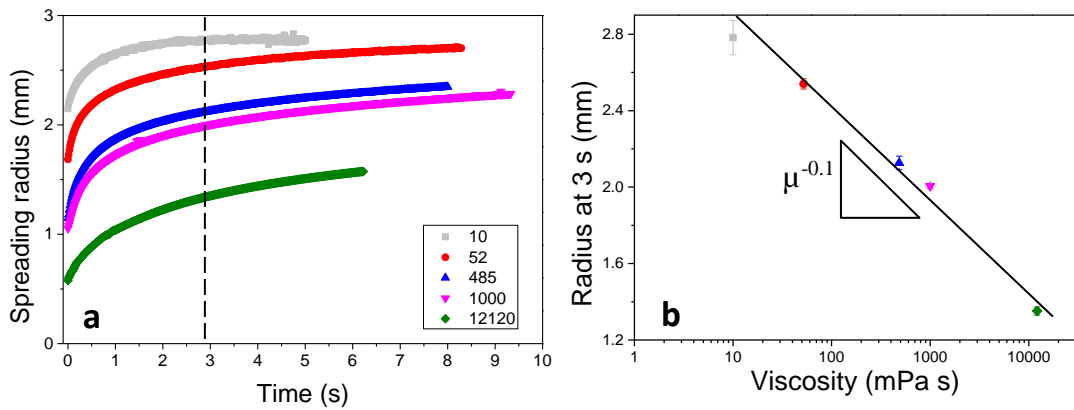 3
2
1
0
Spreading radius (mm)
0 1 2 3 4 5 6 7 8 9 10
Time (s)
a
10
52
485
1000
12120
2.8
2.4
2.0
1.6
1.2
Radius at 3 s (mm)
μ-0.1
b
1 10 100 1000 10000
Viscosity (mPa s)